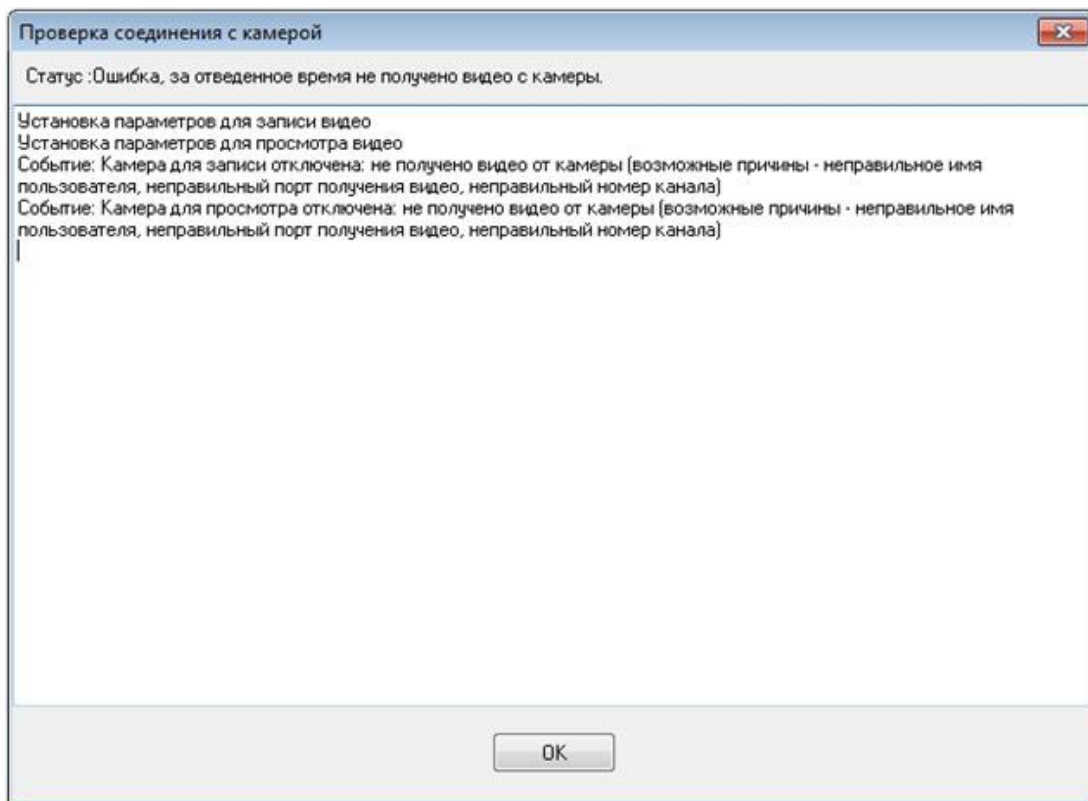 Проверка соединения с камерой
Статус :Ошибка, за отведенное время не получено видео с камеры.
Установка параметров для записи видео
Установка параметров для просмотра видео
Событие: Камера для записи отключена: не получено видео от камеры (возможные причины - неправильное имя
пользователя, неправильный порт получения видео, неправильный номер канала)
Событие: Камера для просмотра отключена: не получено видео от камеры (возможные причины - неправильное имя
пользователя, неправильный порт получения видео, неправильный номер канала)
OK